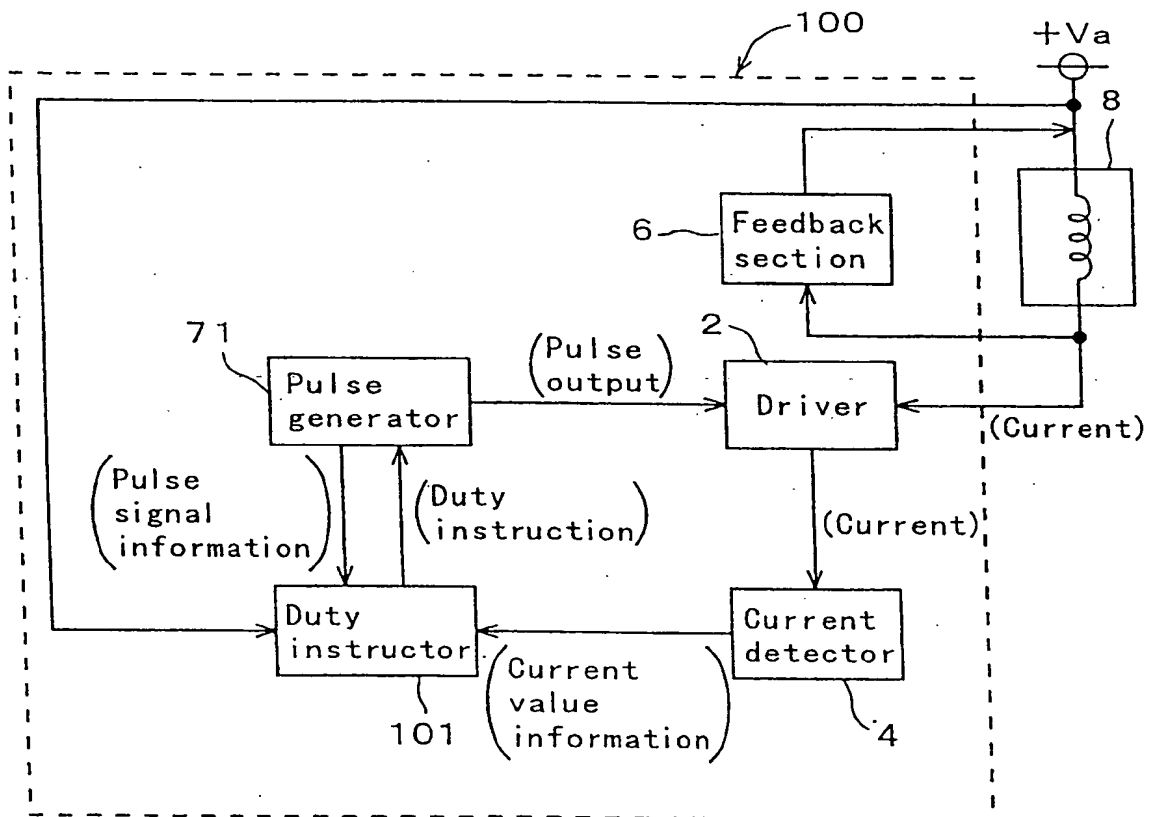 100
+Va
8
6
Feedback
section
71
2
(Pulse
output)
Pulse
generator
Driver
(Current)
(Pulse
signal
information)
(Duty
instruction)
(Current)
Duty
instructor
Current
detector
(Current
value
information)
101
4